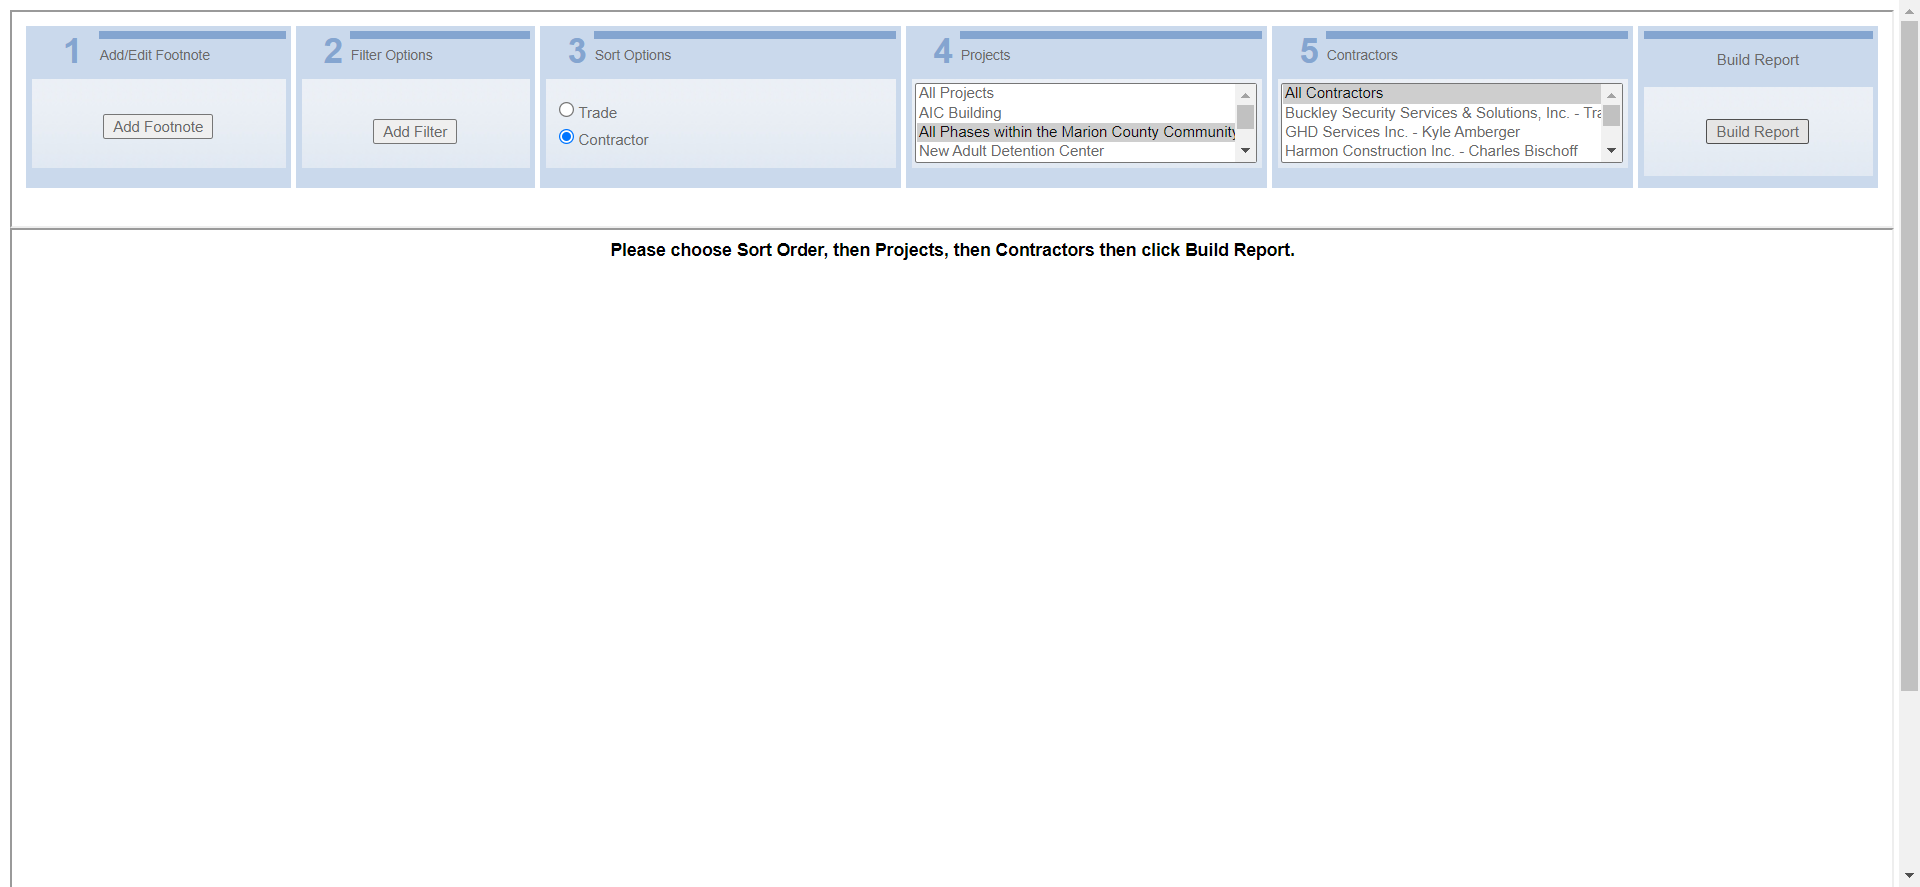 1 Add/Edit Footnote
Add Footnote
2 Filter Options
Add Filter
3 Sort Options
Trade
Contractor
4 Projects
All Projects
AIC Building
All Phases within the Marion County Community
New Adult Detention Center
5 Contractors
All Contractors
Buckley Security Services & Solutions, Inc. - Tra
GHD Services Inc. - Kyle Amberger
Harmon Construction Inc. - Charles Bischoff
Build Report
Build Report
Please choose Sort Order, then Projects, then Contractors then click Build Report.